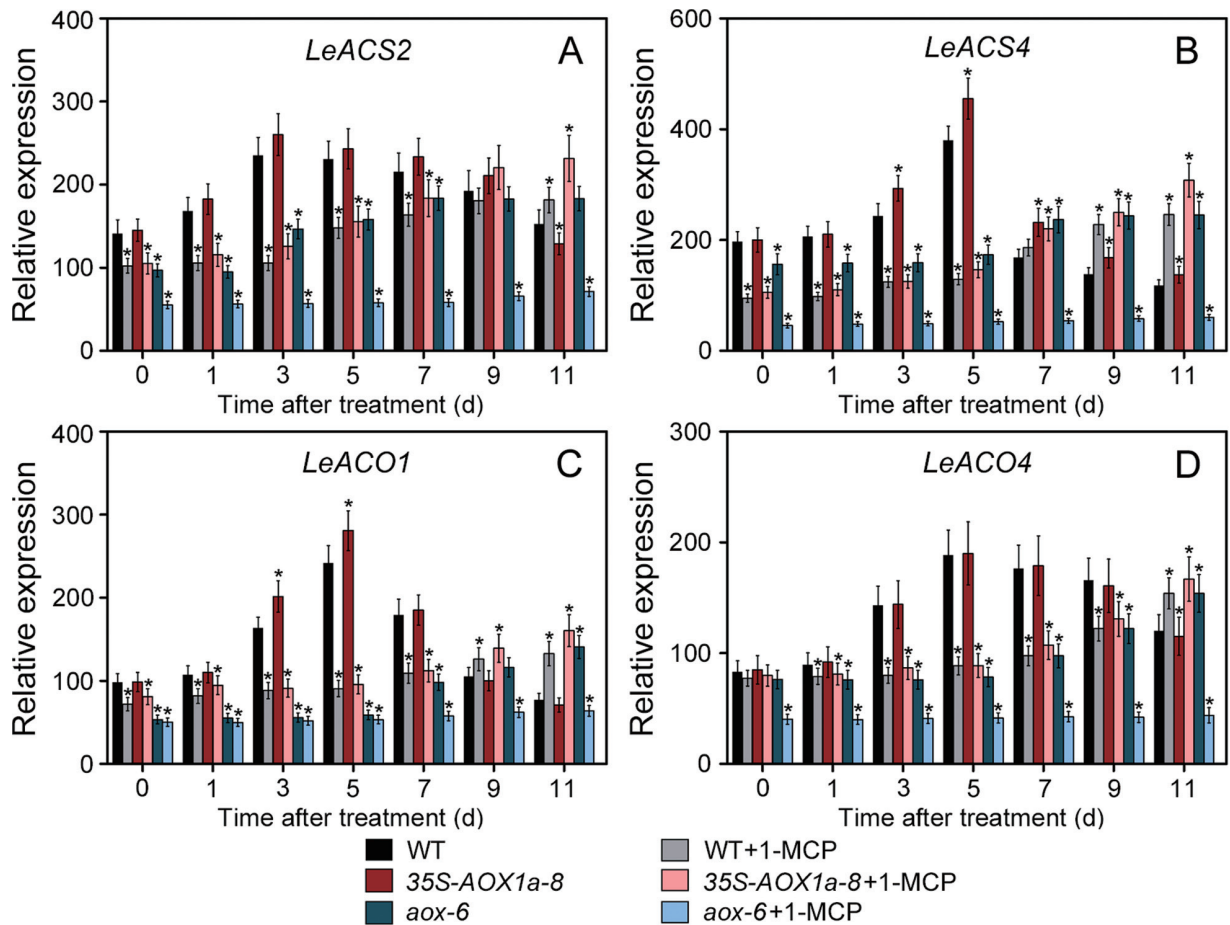 400
300
200
100
0
Relative expression
LeACS2
A
* * * * * * * * * * * * * * * * * * * * * * *
0 1 3 5 7 9 11
Time after treatment (d)
600
400
200
0
Relative expression
LeACS4
B
0 1 3 5 7 9 11
Time after treatment (d)
400
300
200
100
0
Relative expression
LeACO1
C
0 1 3 5 7 9 11
Time after treatment (d)
300
200
100
0
Relative expression
LeACO4
D
0 1 3 5 7 9 11
Time after treatment (d)
WT
WT+1-MCP
35S-AOX1a-8
35S-AOX1a-8+1-MCP
aox-6
aox-6+1-MCP